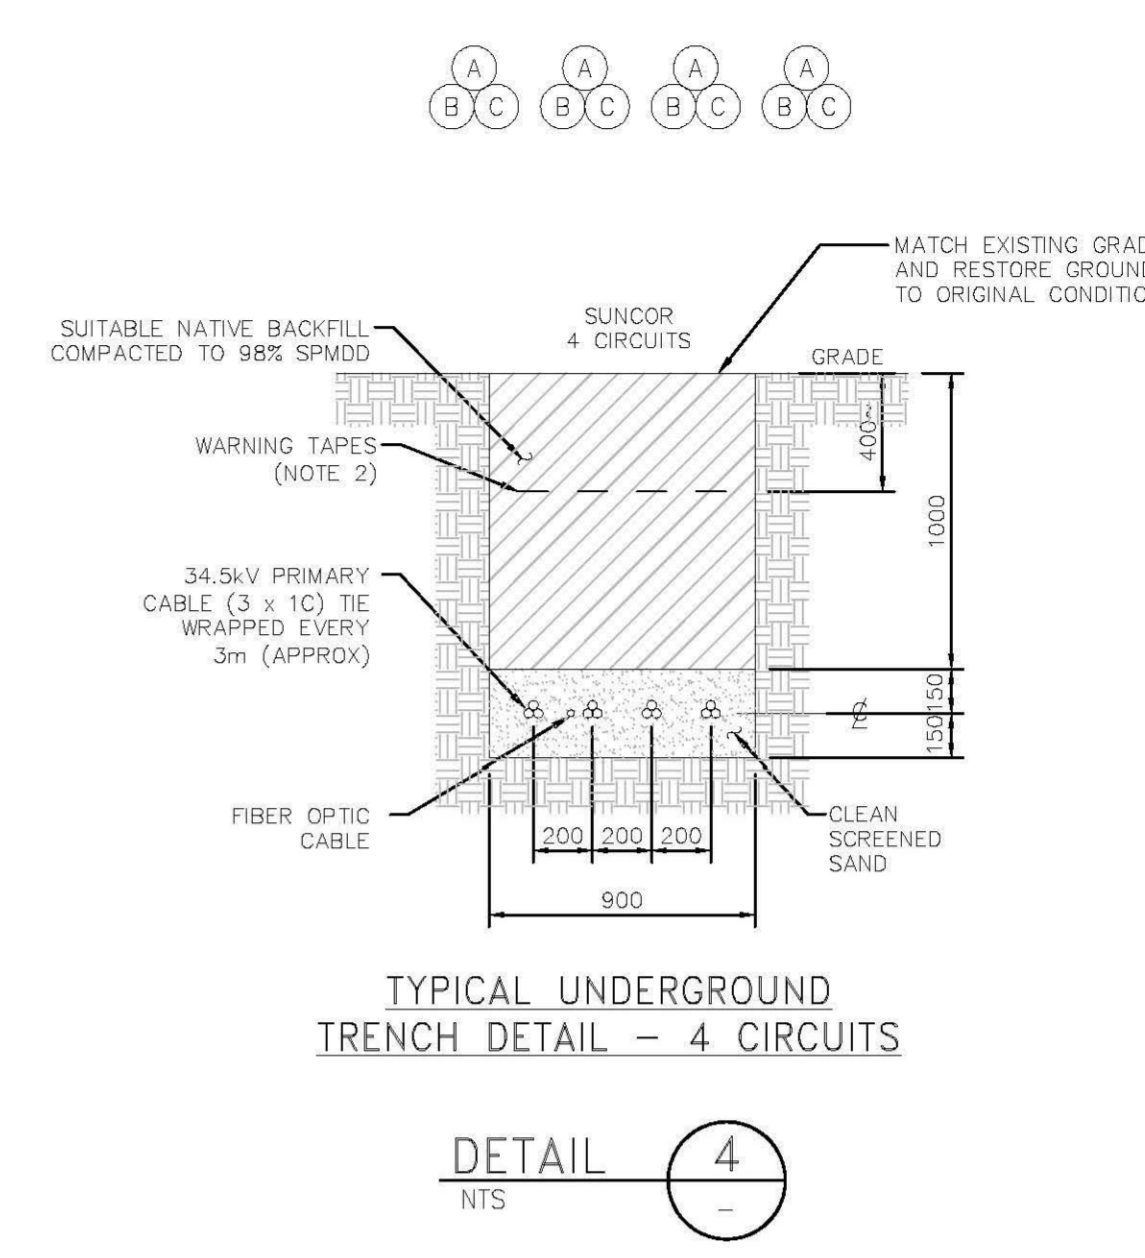 A A A A
B C B C B C B C
MATCH EXISTING GRAD
AND RESTORE GROUND
TO ORIGINAL CONDITIO
SUNCOR
4 CIRCUITS
SUITABLE NATIVE BACKFILL
COMPACTED TO 98% SPMDD
GRADE
400
WARNING TAPES
(NOTE 2)
1000
34.5kV PRIMARY
CABLE (3 x 1C) TIE
WRAPPED EVERY
3m (APPROX)
150
150
FIBER OPTIC
CABLE
CLEAN
SCREENED
SAND
200 200 200
900
TYPICAL UNDERGROUND
TRENCH DETAIL – 4 CIRCUITS
DETAIL 4
NTS –